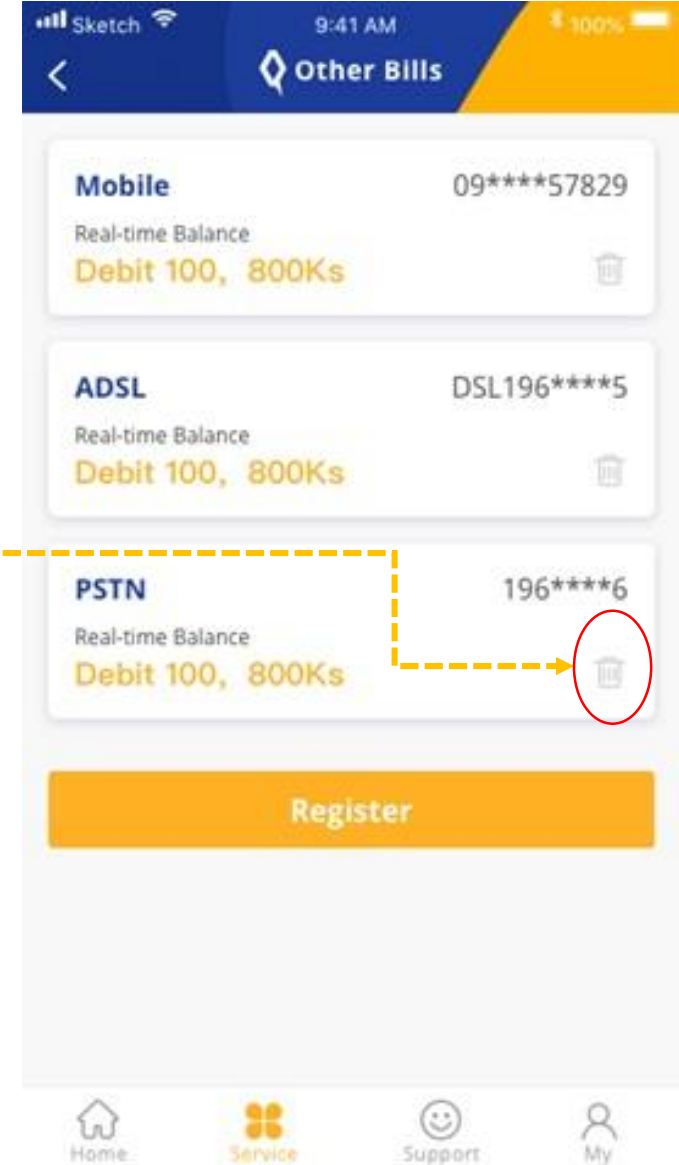 Sketch 9:41 AM 100%
Other Bills
Mobile 09****57829
Real-time Balance
Debit 100, 800Ks
ADSL DSL196****5
Real-time Balance
Debit 100, 800Ks
PSTN 196****6
Real-time Balance
Debit 100, 800Ks
Register
Home Service Support My